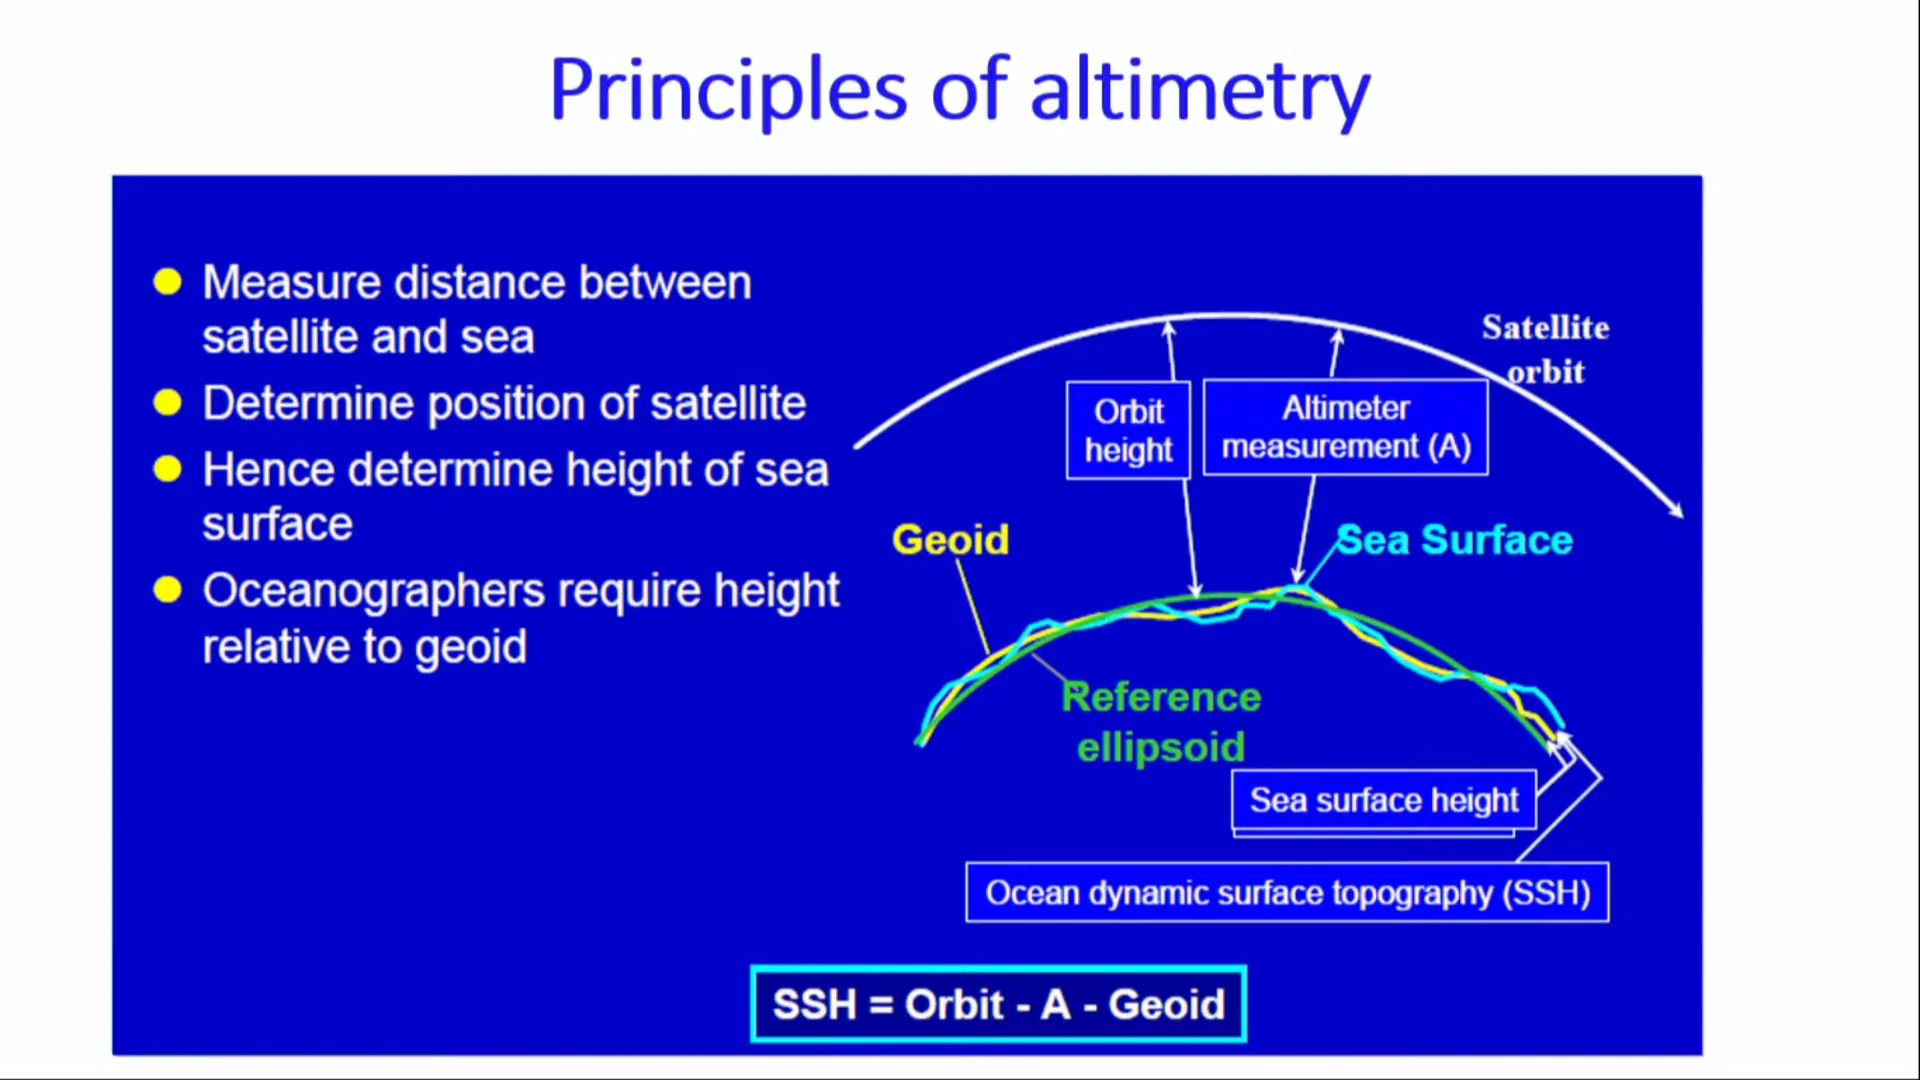 Principles of altimetry
Measure distance between
satellite and sea
Determine position of satellite
Hence determine height of sea
surface
Oceanographers require height
relative to geoid
Satellite
orbit
Orbit
height
Altimeter
measurement (A)
Geoid
Sea Surface
Reference
ellipsoid
Sea surface height
Ocean dynamic surface topography (SSH)
SSH = Orbit - A - Geoid